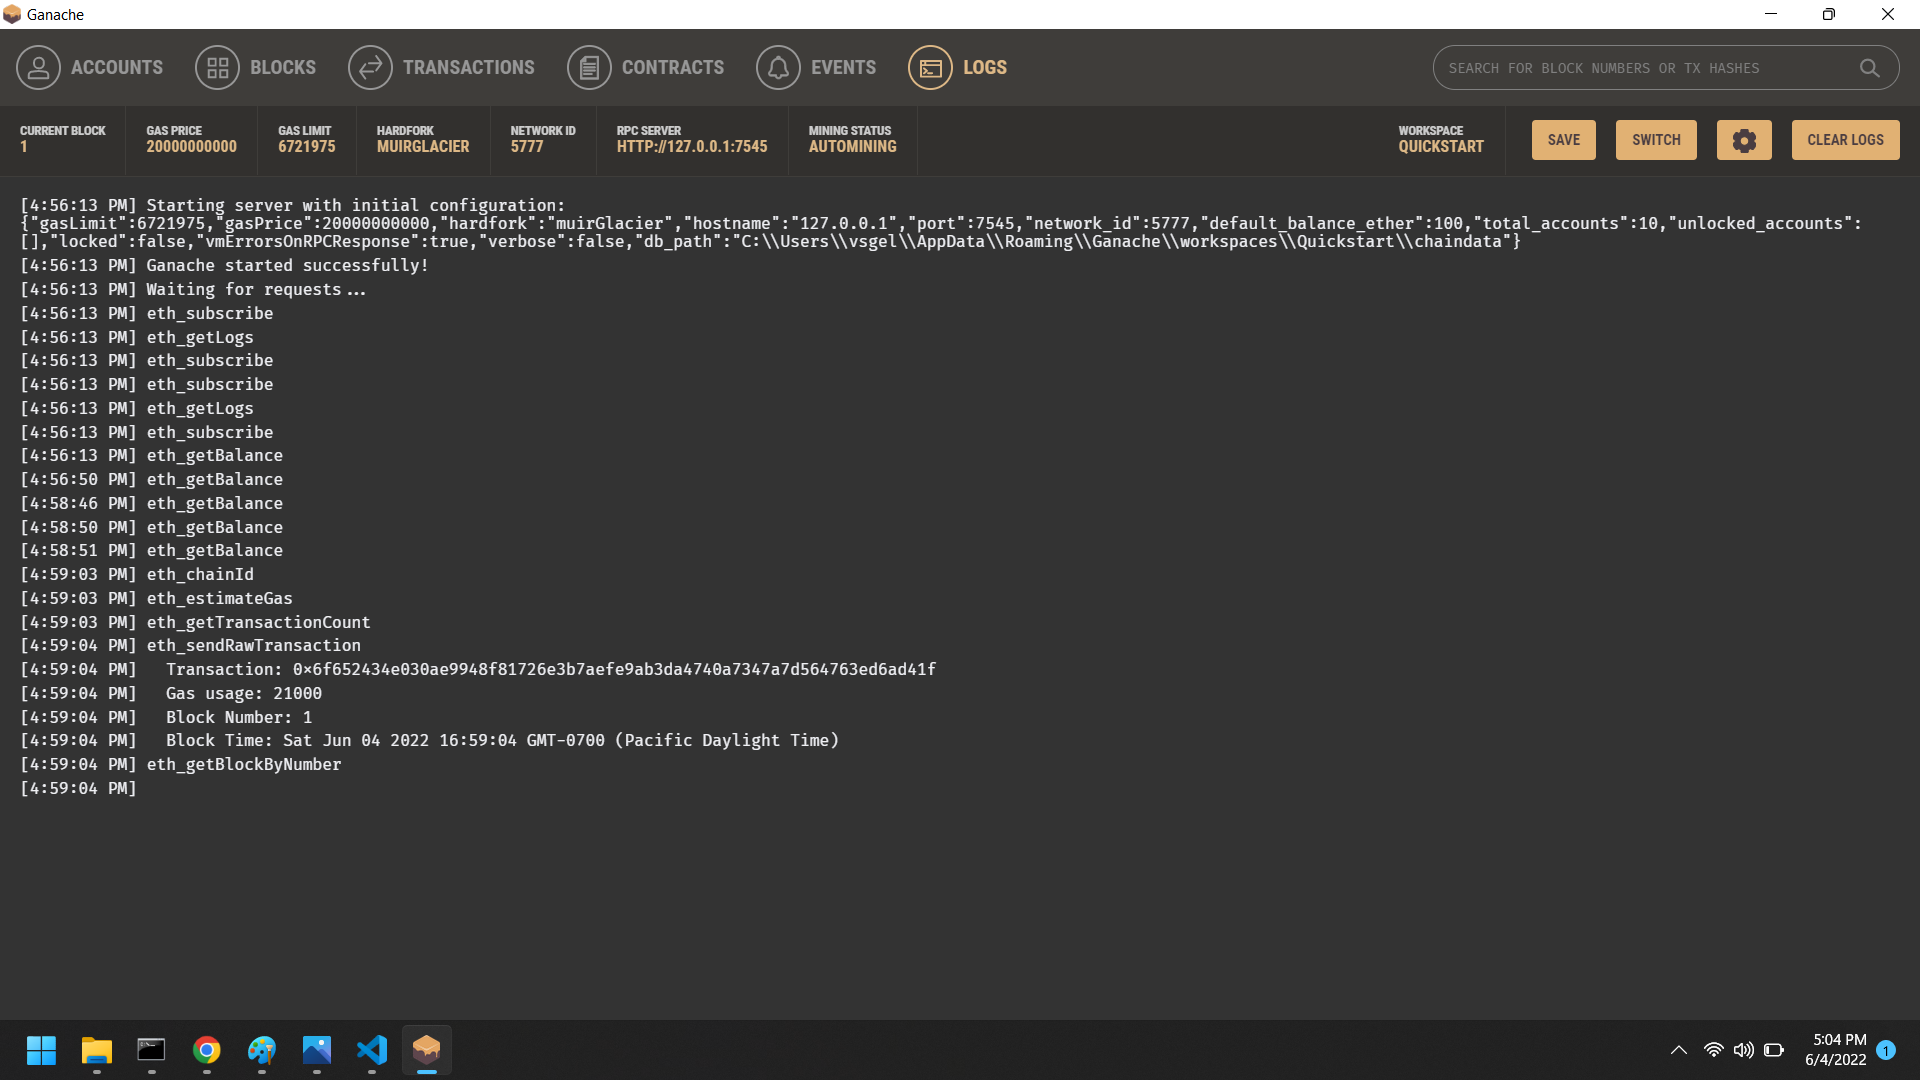 Ganache
ACCOUNTS BLOCKS TRANSACTIONS CONTRACTS EVENTS LOGS SEARCH FOR BLOCK NUMBERS OR TX HASHES
CURRENT BLOCK GAS PRICE GAS LIMIT HARDFORK NETWORK ID RPC SERVER MINING STATUS WORKSPACE
1 20000000000 6721975 MUIRGLACIER 5777 HTTP://127.0.0.1:7545 AUTOMINING QUICKSTART
SAVE SWITCH CLEAR LOGS
[4:56:13 PM] Starting server with initial configuration:
{"gasLimit":6721975,"gasPrice":20000000000,"hardfork":"muirGlacier","hostname":"127.0.0.1","port":7545,"network_id":5777,"default_balance_ether":100,"total_accounts":10,"unlocked_accounts":
[],"locked":false,"vmErrorsOnRPCResponse":true,"verbose":false,"db_path":"C:\\Users\\vsgel\\AppData\\Roaming\\Ganache\\workspaces\\Quickstart\\chaindata"}
[4:56:13 PM] Ganache started successfully!
[4:56:13 PM] Waiting for requests...
[4:56:13 PM] eth_subscribe
[4:56:13 PM] eth_getLogs
[4:56:13 PM] eth_subscribe
[4:56:13 PM] eth_subscribe
[4:56:13 PM] eth_getLogs
[4:56:13 PM] eth_subscribe
[4:56:13 PM] eth_getBalance
[4:56:50 PM] eth_getBalance
[4:58:46 PM] eth_getBalance
[4:58:50 PM] eth_getBalance
[4:58:51 PM] eth_getBalance
[4:59:03 PM] eth_chainId
[4:59:03 PM] eth_estimateGas
[4:59:03 PM] eth_getTransactionCount
[4:59:04 PM] eth_sendRawTransaction
[4:59:04 PM] Transaction: 0×6f652434e030ae9948f81726e3b7aefe9ab3da4740a7347a7d564763ed6ad41f
[4:59:04 PM] Gas usage: 21000
[4:59:04 PM] Block Number: 1
[4:59:04 PM] Block Time: Sat Jun 04 2022 16:59:04 GMT-0700 (Pacific Daylight Time)
[4:59:04 PM] eth_getBlockByNumber
[4:59:04 PM]
5:04 PM
6/4/2022 1